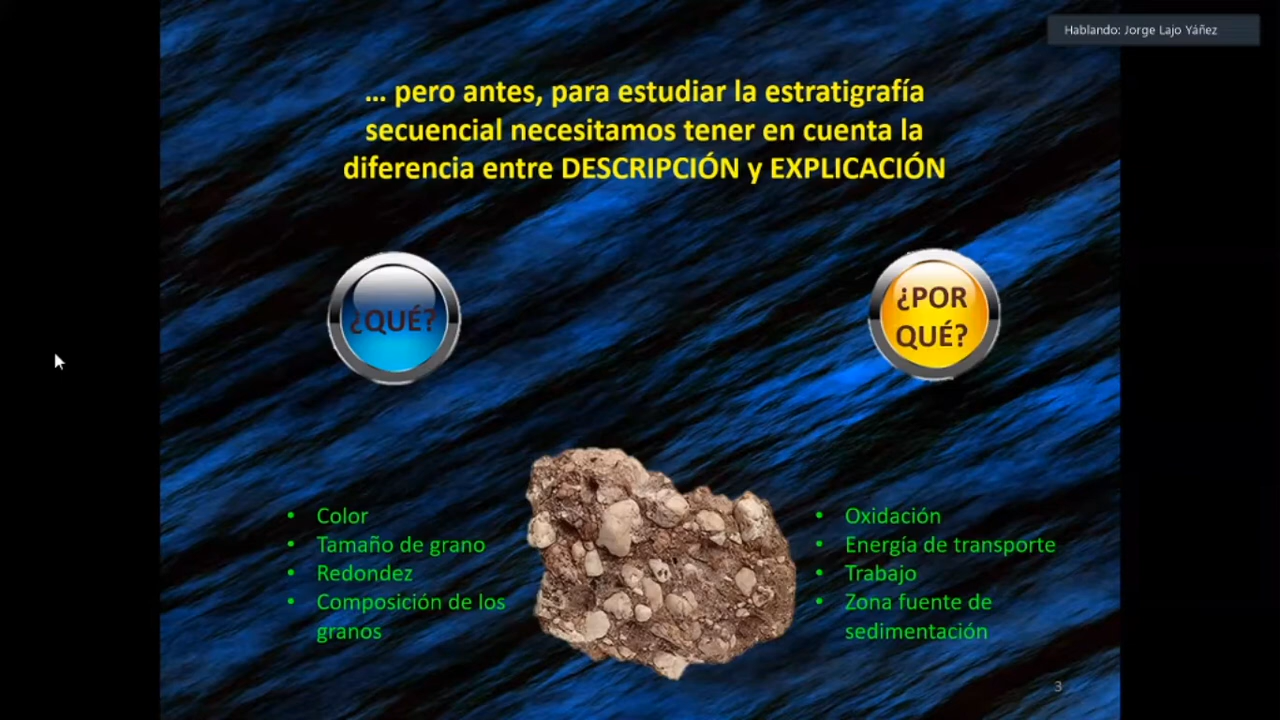 Hablando: Jorge Lajo Yáñez
... pero antes, para estudiar la estratigrafía
secuencial necesitamos tener en cuenta la
diferencia entre DESCRIPCIÓN y EXPLICACIÓN
¿QUÉ?
¿POR
QUÉ?
• Color
• Tamaño de grano
• Redondez
• Composición de los
granos
• Oxidación
• Energía de transporte
• Trabajo
• Zona fuente de
sedimentación
3